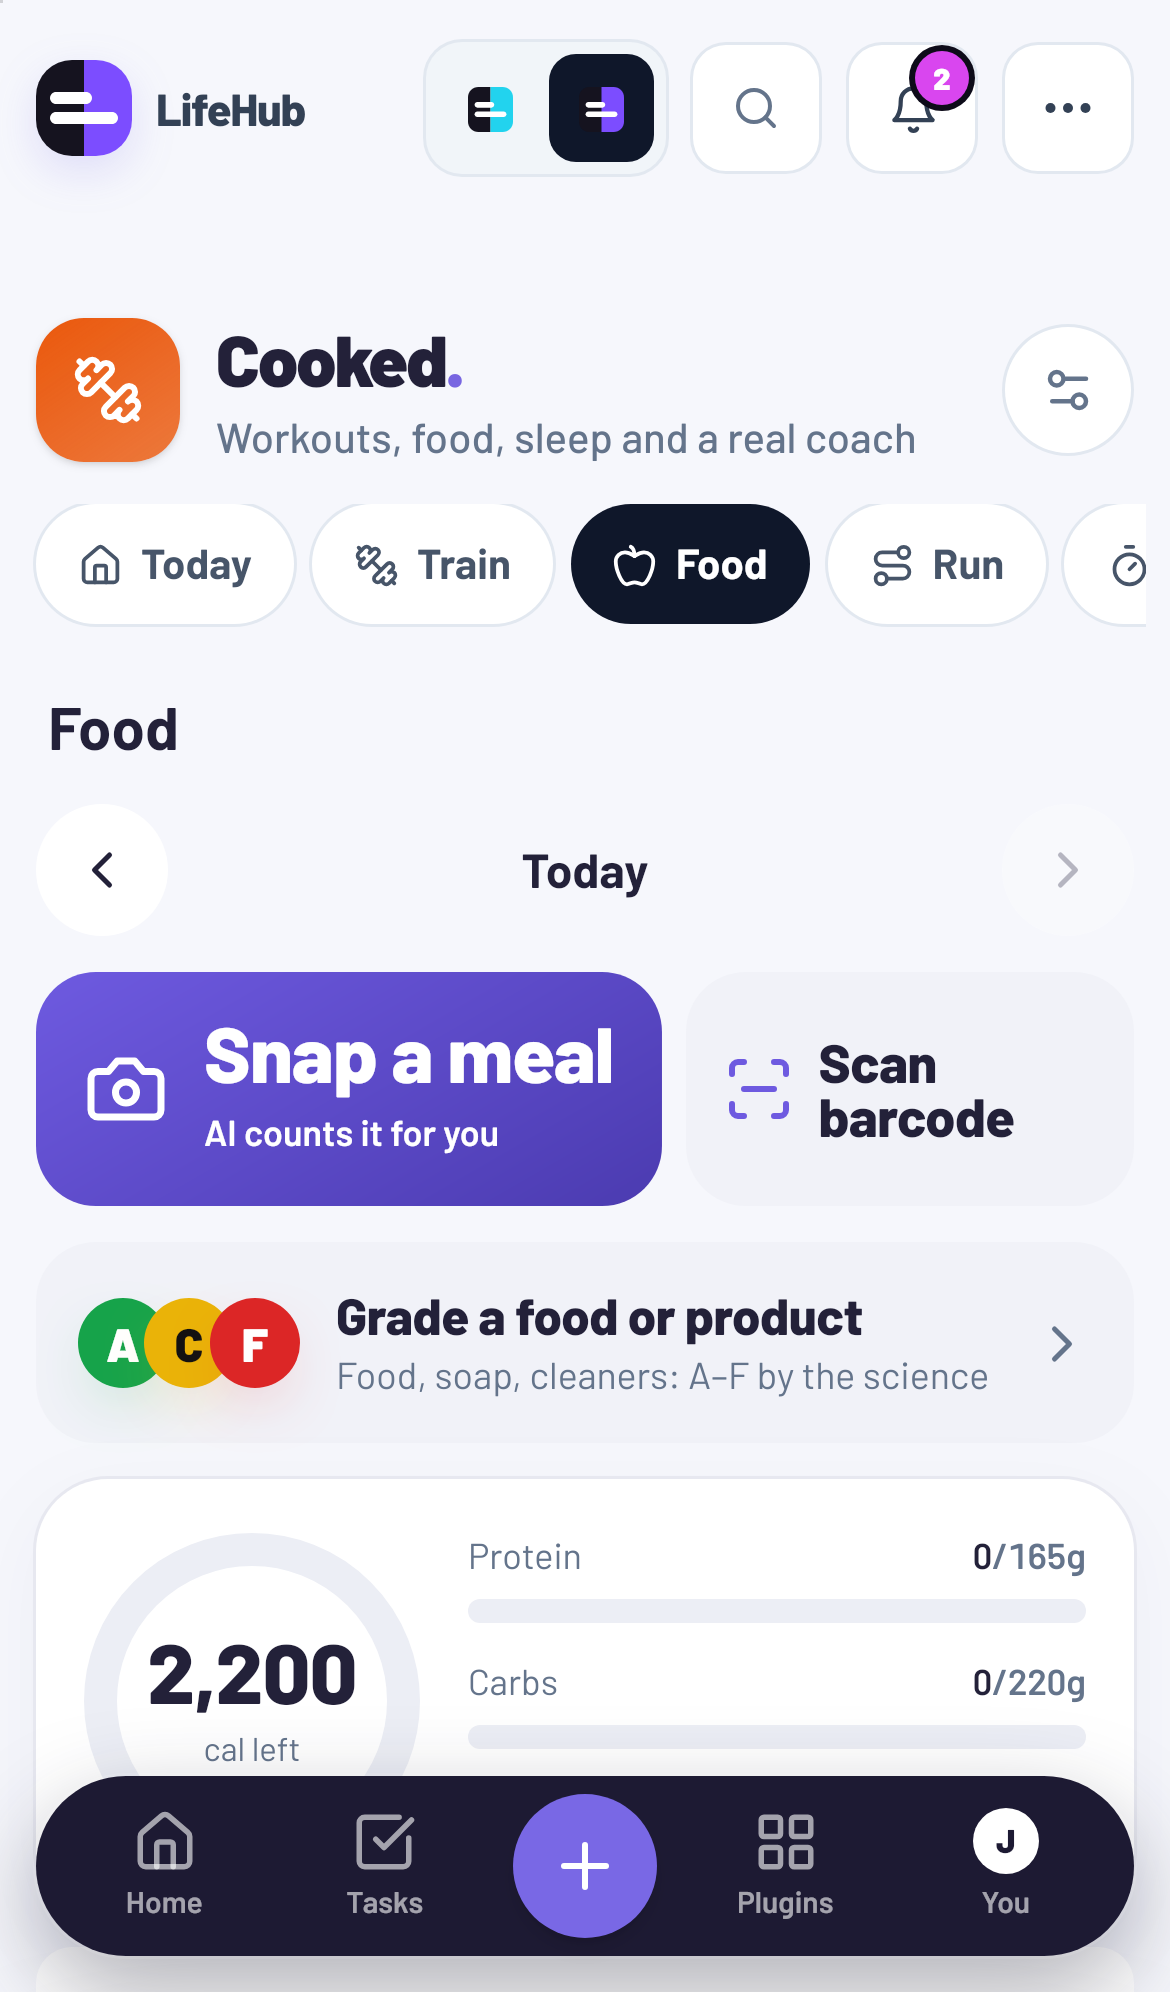 LifeHub
2
Cooked.
Workouts, food, sleep and a real coach
Today
Train
Food
Run
Food
Today
Snap a meal
AI counts it for you
Scan
barcode
A
C
F
Grade a food or product
Food, soap, cleaners: A–F by the science
Protein
0/165g
2,200
cal left
Carbs
0/220g
Home
Tasks
Plugins
J
You